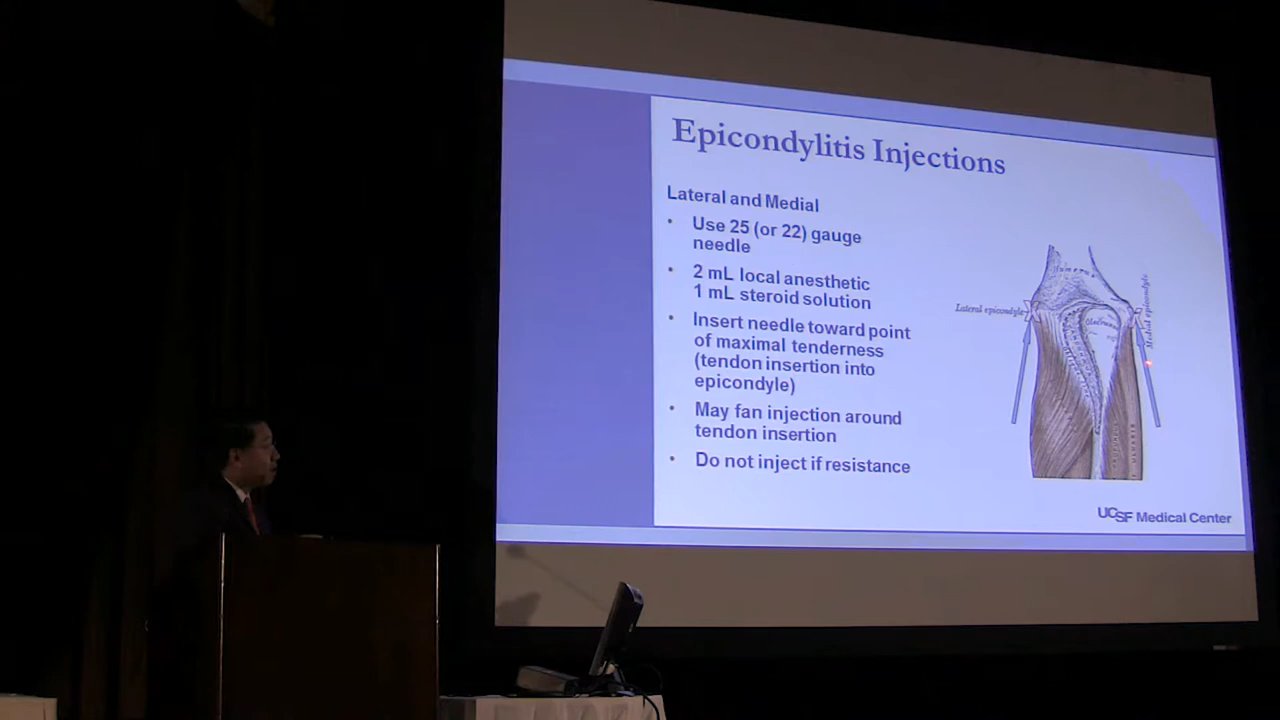 Epicondylitis Injections
Lateral and Medial
• Use 25 (or 22) gauge
needle
• 2 mL local anesthetic
1 mL steroid solution
• Insert needle toward point
of maximal tenderness
(tendon insertion into
epicondyle)
• May fan injection around
tendon insertion
• Do not inject if resistance
Lateral epicondyle
Medial epicondyle
UCSF Medical Center